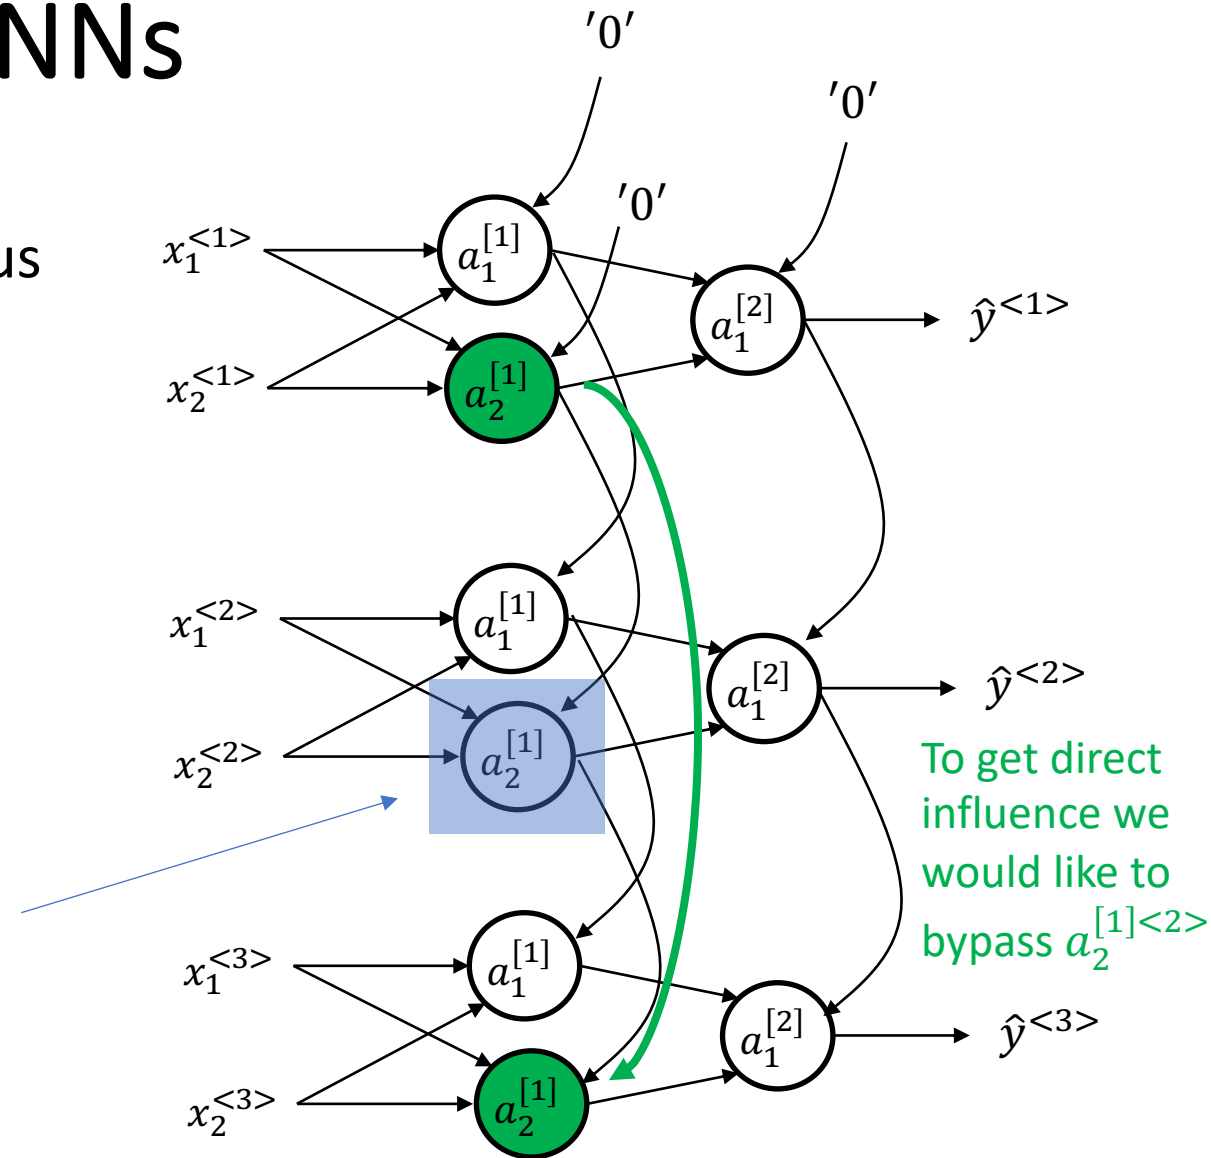 NNs
us
'0'
'0'
'0'
x_1^{<1>}
a_1^{[1]}
x_2^{<1>}
a_2^{[1]}
a_1^{[2]}
ŷ^{<1>}
x_1^{<2>}
a_1^{[1]}
x_2^{<2>}
a_2^{[1]}
a_1^{[2]}
ŷ^{<2>}
To get direct
influence we
would like to
bypass a_2^{[1]<2>}
x_1^{<3>}
a_1^{[1]}
x_2^{<3>}
a_2^{[1]}
a_1^{[2]}
ŷ^{<3>}